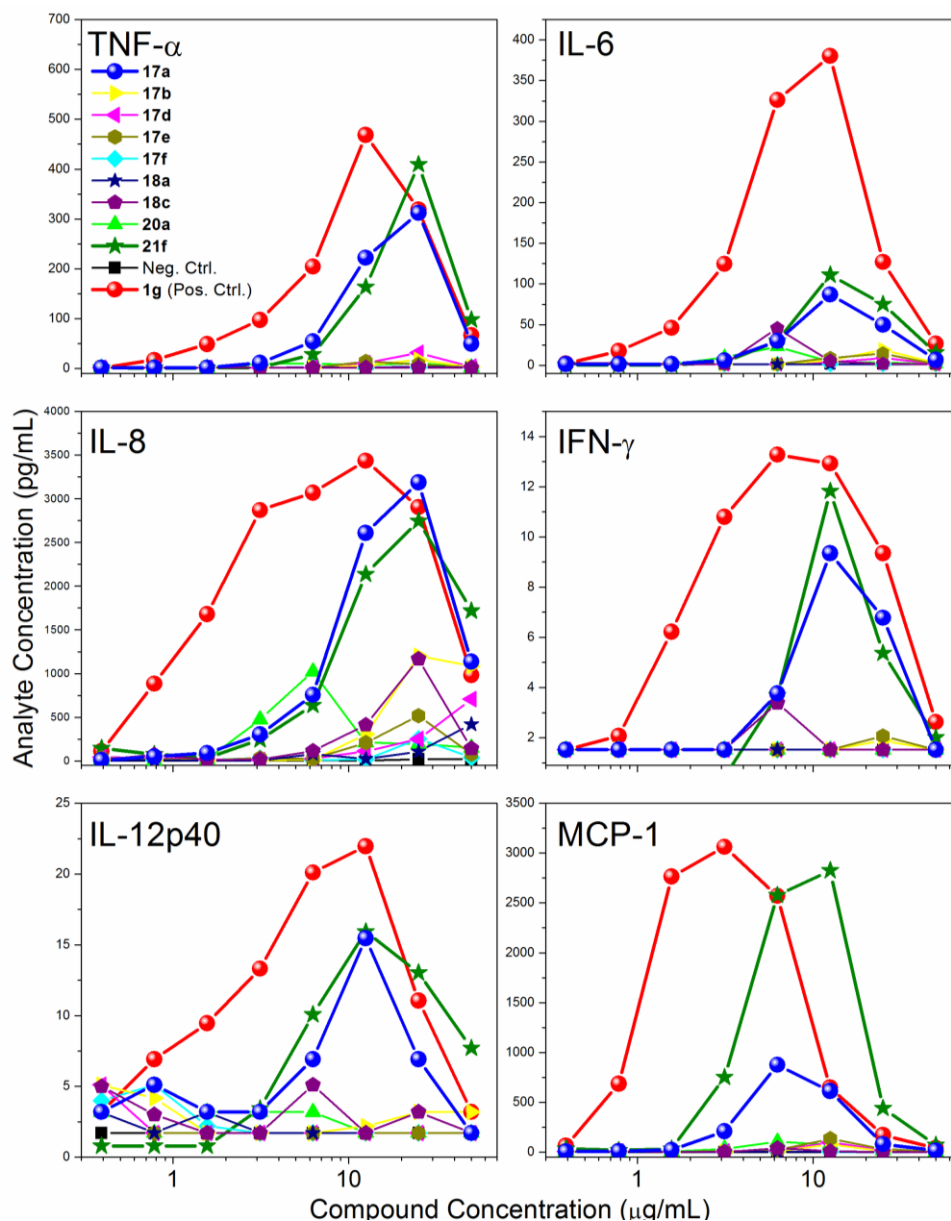 TNF-α
17a
17b
17d
17e
17f
18a
18c
20a
21f
Neg. Ctrl.
1g (Pos. Ctrl.)
700
600
500
400
300
200
100
0
IL-6
400
350
300
250
200
150
100
50
0
Analyte Concentration (pg/mL)
IL-8
4000
3500
3000
2500
2000
1500
1000
500
0
IFN-γ
14
12
10
8
6
4
2
IL-12p40
25
20
15
10
5
0
1 10
MCP-1
3500
3000
2500
2000
1500
1000
500
0
1 10
Compound Concentration (μg/mL)